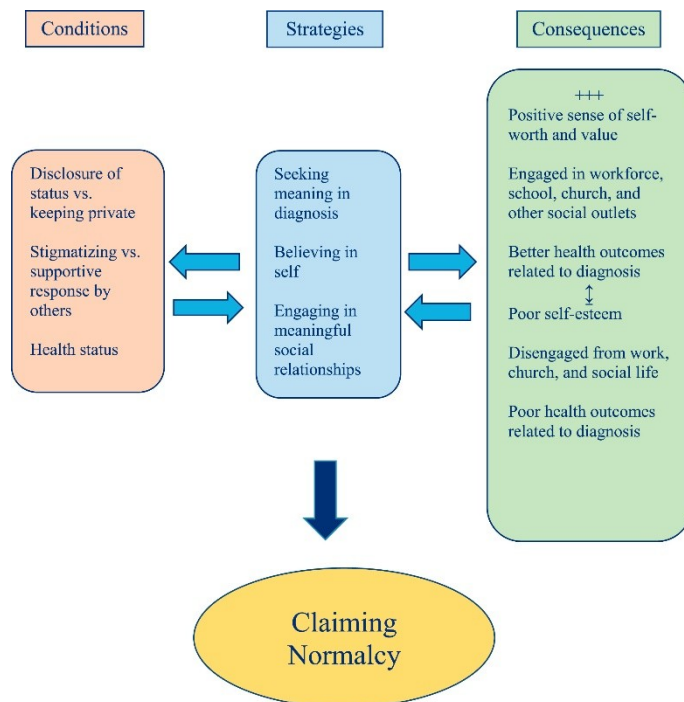 Conditions
Strategies
Consequences
Disclosure of
status vs.
keeping private
Stigmatizing vs.
supportive
response by
others
Health status
Seeking
meaning in
diagnosis
Believing in
self
Engaging in
meaningful
social
relationships
+++
Positive sense of self-
worth and value
Engaged in workforce,
school, church, and
other social outlets
Better health outcomes
related to diagnosis
↕
Poor self-esteem
Disengaged from work,
church, and social life
Poor health outcomes
related to diagnosis
Claiming
Normalcy